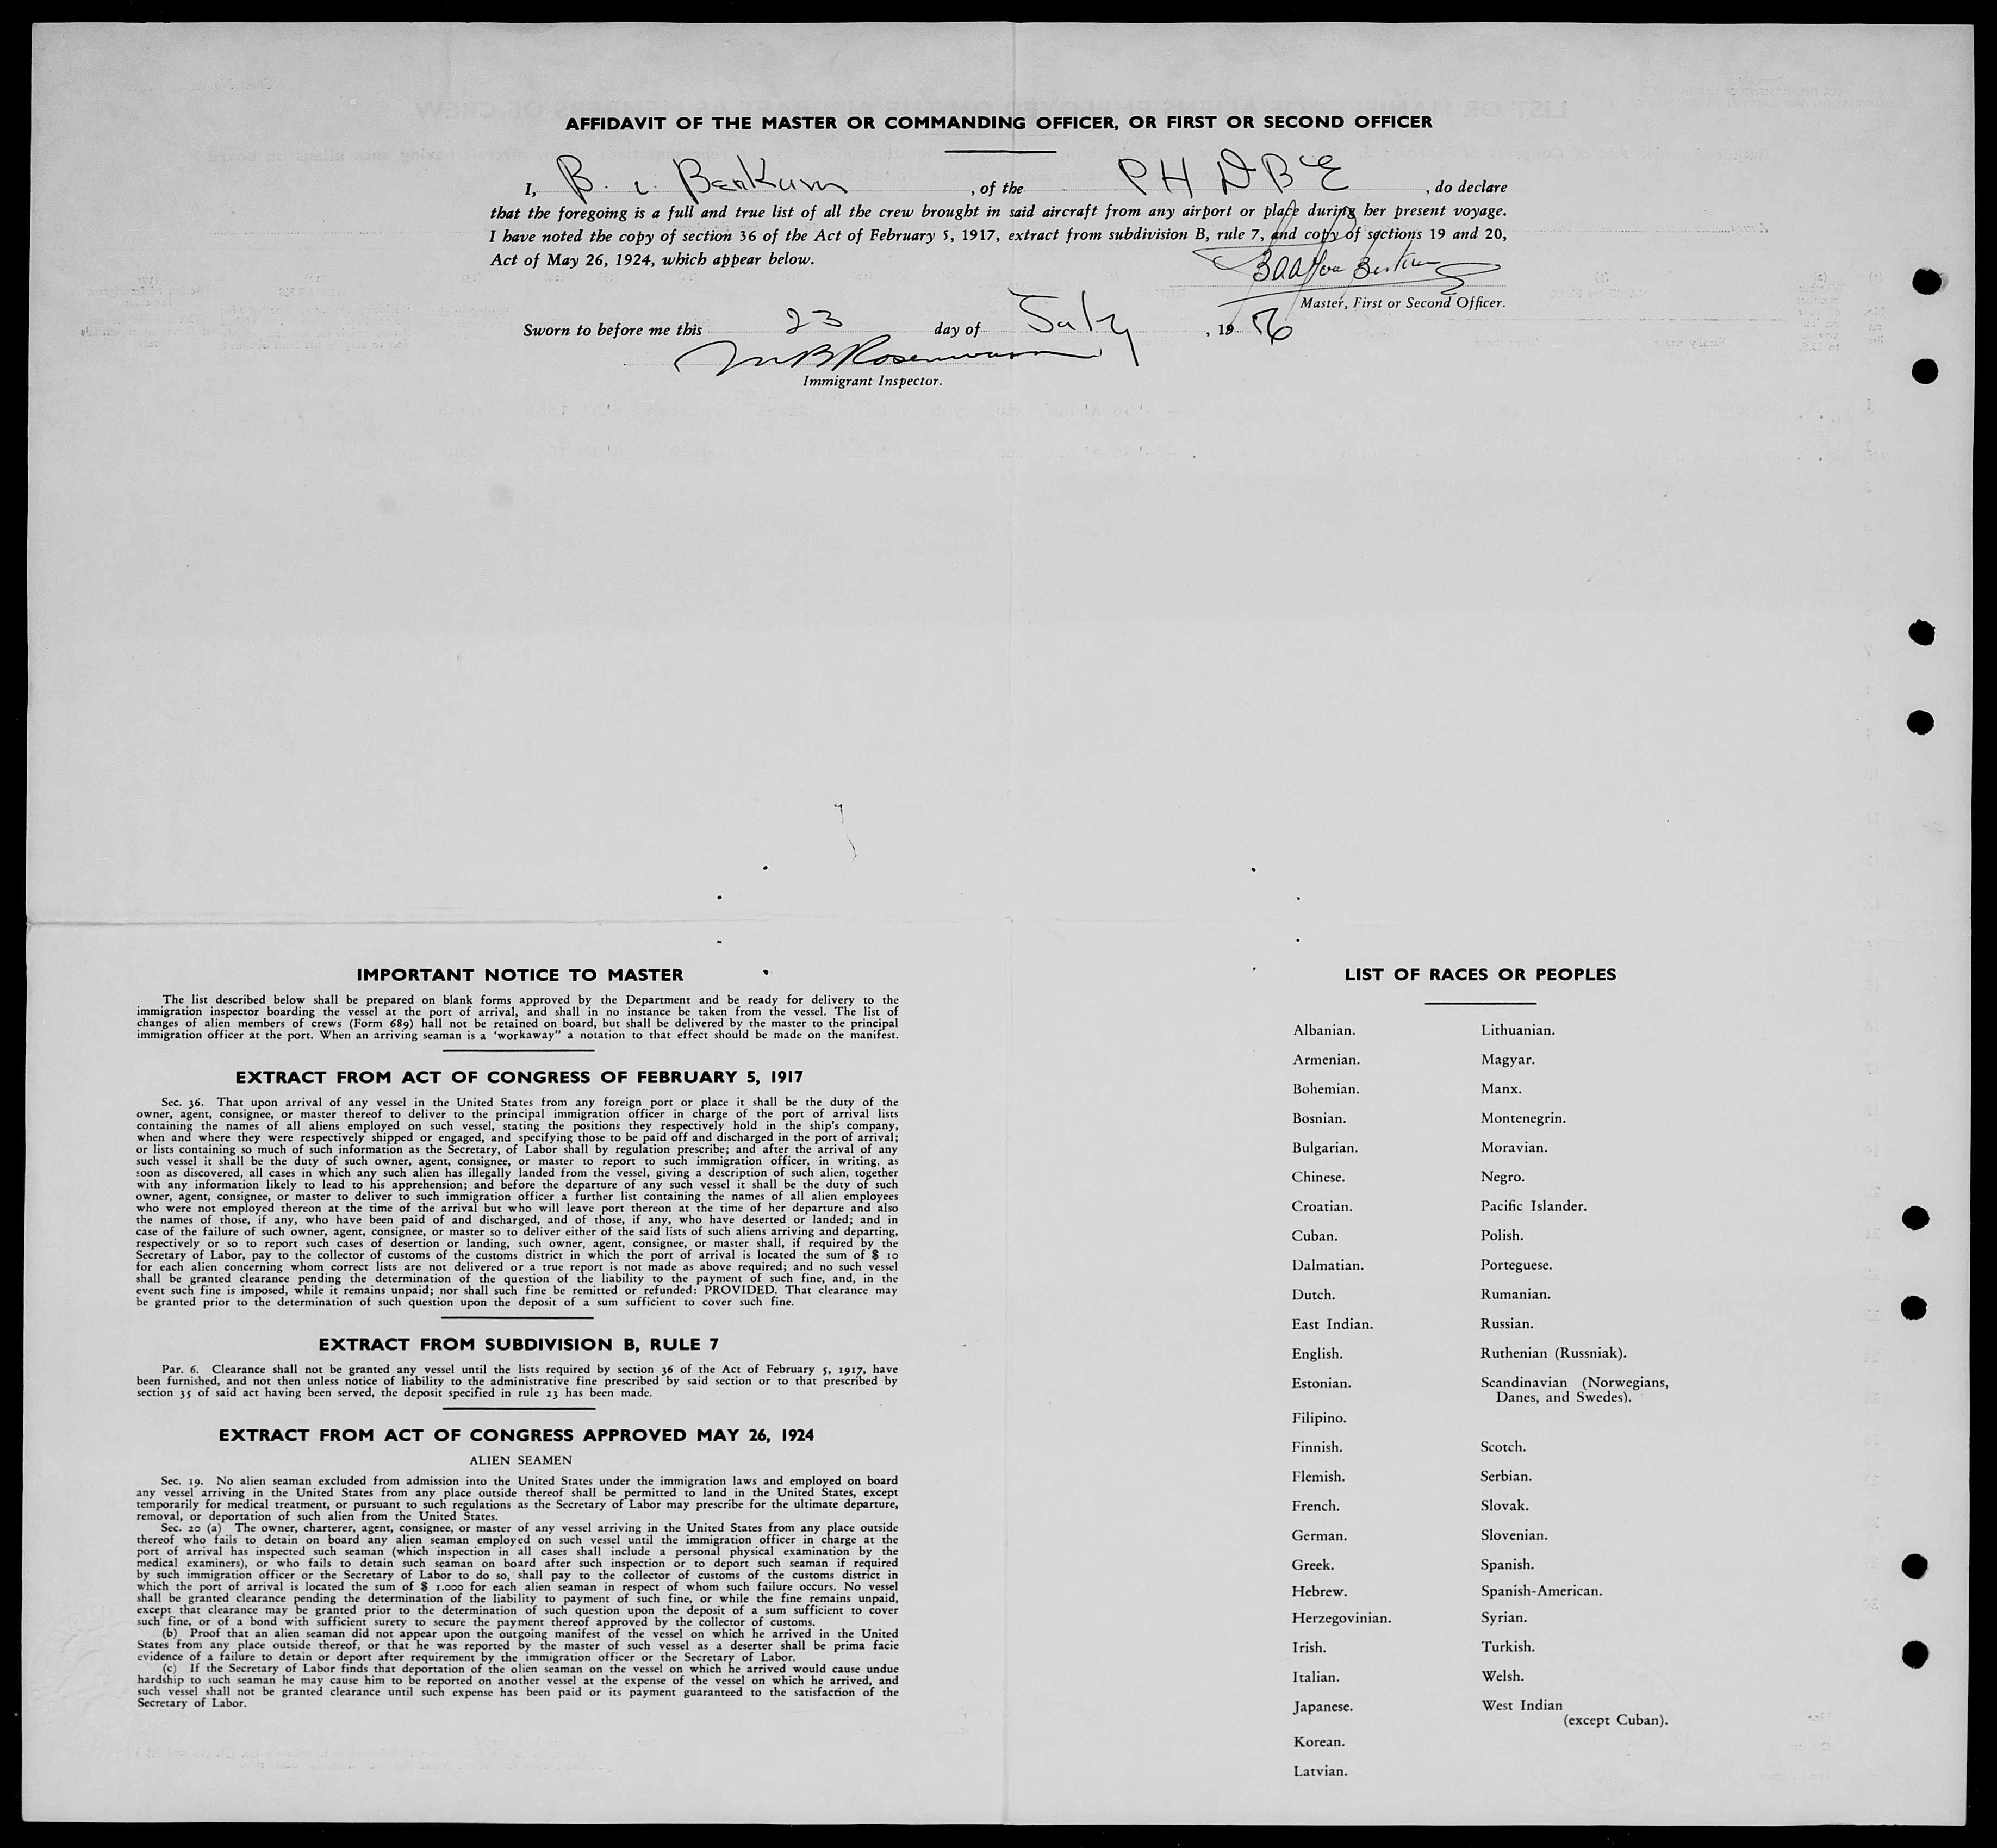 AFFIDAVIT OF THE MASTER OR COMMANDING OFFICER, OR FIRST OR SECOND OFFICER
I, B. v. Berkum, of the PHDBE, do declare
that the foregoing is a full and true list of all the crew brought in said aircraft from any airport or place during her present voyage.
I have noted the copy of section 36 of the Act of February 5, 1917, extract from subdivision B, rule 7, and copy of sections 19 and 20,
Act of May 26, 1924, which appear below.
Master, First or Second Officer.
Sworn to before me this 23 day of July, 19
Immigrant Inspector.
IMPORTANT NOTICE TO MASTER
The list described below shall be prepared on blank forms approved by the Department and be ready for delivery to the
immigration inspector boarding the vessel at the port of arrival, and shall in no instance be taken from the vessel. The list of
changes of alien members of crews (Form 689) hall not be retained on board, but shall be delivered by the master to the principal
immigration officer at the port. When an arriving seaman is a ‘workaway” a notation to that effect should be made on the manifest.
EXTRACT FROM ACT OF CONGRESS OF FEBRUARY 5, 1917
Sec. 36. That upon arrival of any vessel in the United States from any foreign port or place it shall be the duty of the
owner, agent, consignee, or master thereof to deliver to the principal immigration officer in charge of the port of arrival lists
containing the names of all aliens employed on such vessel, stating the positions they respectively hold in the ship's company,
when and where they were respectively shipped or engaged, and specifying those to be paid off and discharged in the port of arrival;
or lists containing so much of such information as the Secretary, of Labor shall by regulation prescribe; and after the arrival of any
such vessel it shall be the duty of such owner, agent, consignee, or master to report to such immigration officer, in writing, as
soon as discovered, all cases in which any such alien has illegally landed from the vessel, giving a description of such alien, together
with any information likely to lead to his apprehension; and before the departure of any such vessel it shall be the duty of such
owner, agent, consignee, or master to deliver to such immigration officer a further list containing the names of all alien employees
who were not employed thereon at the time of the arrival but who will leave port thereon at the time of her departure and also
the names of those, if any, who have been paid of and discharged, and of those, if any, who have deserted or landed; and in
case of the failure of such owner, agent, consignee, or master so to deliver either of the said lists of such aliens arriving and departing,
respectively or so to report such cases of desertion or landing, such owner, agent, consignee, or master shall, if required by the
Secretary of Labor, pay to the collector of customs of the customs district in which the port of arrival is located the sum of $ 10
for each alien concerning whom correct lists are not delivered or a true report is not made as above required; and no such vessel
shall be granted clearance pending the determination of the question of the liability to the payment of such fine, and, in the
event such fine is imposed, while it remains unpaid; nor shall such fine be remitted or refunded: PROVIDED. That clearance may
be granted prior to the determination of such question upon the deposit of a sum sufficient to cover such fine.
EXTRACT FROM SUBDIVISION B, RULE 7
Par. 6. Clearance shall not be granted any vessel until the lists required by section 36 of the Act of February 5, 1917, have
been furnished, and not then unless notice of liability to the administrative fine prescribed by said section or to that prescribed by
section 35 of said act having been served, the deposit specified in rule 23 has been made.
EXTRACT FROM ACT OF CONGRESS APPROVED MAY 26, 1924
ALIEN SEAMEN
Sec. 19. No alien seaman excluded from admission into the United States under the immigration laws and employed on board
any vessel arriving in the United States from any place outside thereof shall be permitted to land in the United States, except
temporarily for medical treatment, or pursuant to such regulations as the Secretary of Labor may prescribe for the ultimate departure,
removal, or deportation of such alien from the United States.
Sec. 20 (a) The owner, charterer, agent, consignee, or master of any vessel arriving in the United States from any place outside
thereof who fails to detain on board any alien seaman employed on such vessel until the immigration officer in charge at the
port of arrival has inspected such seaman (which inspection in all cases shall include a personal physical examination by the
medical examiners), or who fails to detain such seaman on board after such inspection or to deport such seaman if required
by such immigration officer or the Secretary of Labor to do so, shall pay to the collector of customs of the customs district in
which the port of arrival is located the sum of $ 1.000 for each alien seaman in respect of whom such failure occurs. No vessel
shall be granted clearance pending the determination of the liability to payment of such fine, or while the fine remains unpaid,
except that clearance may be granted prior to the determination of such question upon the deposit of a sum sufficient to cover
such fine, or of a bond with sufficient surety to secure the payment thereof approved by the collector of customs.
(b) Proof that an alien seaman did not appear upon the outgoing manifest of the vessel on which he arrived in the United
States from any place outside thereof, or that he was reported by the master of such vessel as a deserter shall be prima facie
evidence of a failure to detain or deport after requirement by the immigration officer or the Secretary of Labor.
(c) If the Secretary of Labor finds that deportation of the olien seaman on the vessel on which he arrived would cause undue
hardship to such seaman he may cause him to be reported on another vessel at the expense of the vessel on which he arrived, and
such vessel shall not be granted clearance until such expense has been paid or its payment guaranteed to the satisfaction of the
Secretary of Labor.
LIST OF RACES OR PEOPLES
Albanian.
Armenian.
Bohemian.
Bosnian.
Bulgarian.
Chinese.
Croatian.
Cuban.
Dalmatian.
Dutch.
East Indian.
English.
Estonian.
Filipino.
Finnish.
Flemish.
French.
German.
Greek.
Hebrew.
Herzegovinian.
Irish.
Italian.
Japanese.
Korean.
Latvian.
Lithuanian.
Magyar.
Manx.
Montenegrin.
Moravian.
Negro.
Pacific Islander.
Polish.
Porteguese.
Rumanian.
Russian.
Ruthenian (Russniak).
Scandinavian (Norwegians,
Danes, and Swedes).
Scotch.
Serbian.
Slovak.
Slovenian.
Spanish.
Spanish-American.
Syrian.
Turkish.
Welsh.
West Indian
(except Cuban).